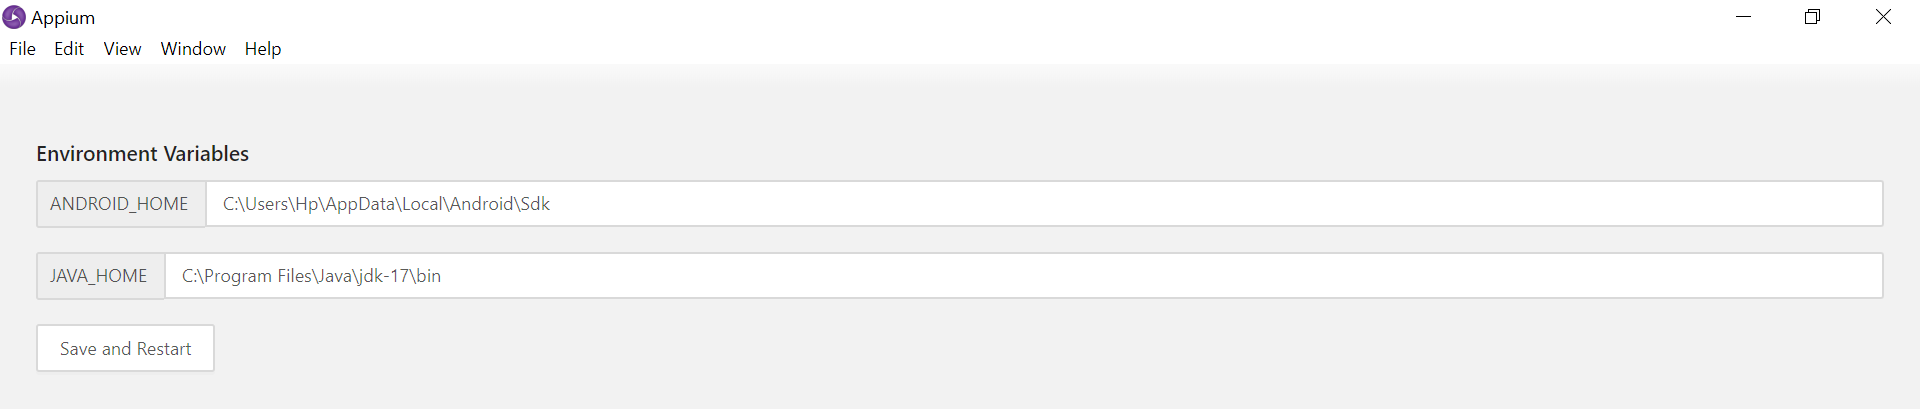 Appium
File Edit View Window Help
Environment Variables
ANDROID_HOME C:\Users\Hp\AppData\Local\Android\Sdk
JAVA_HOME C:\Program Files\Java\jdk-17\bin
Save and Restart